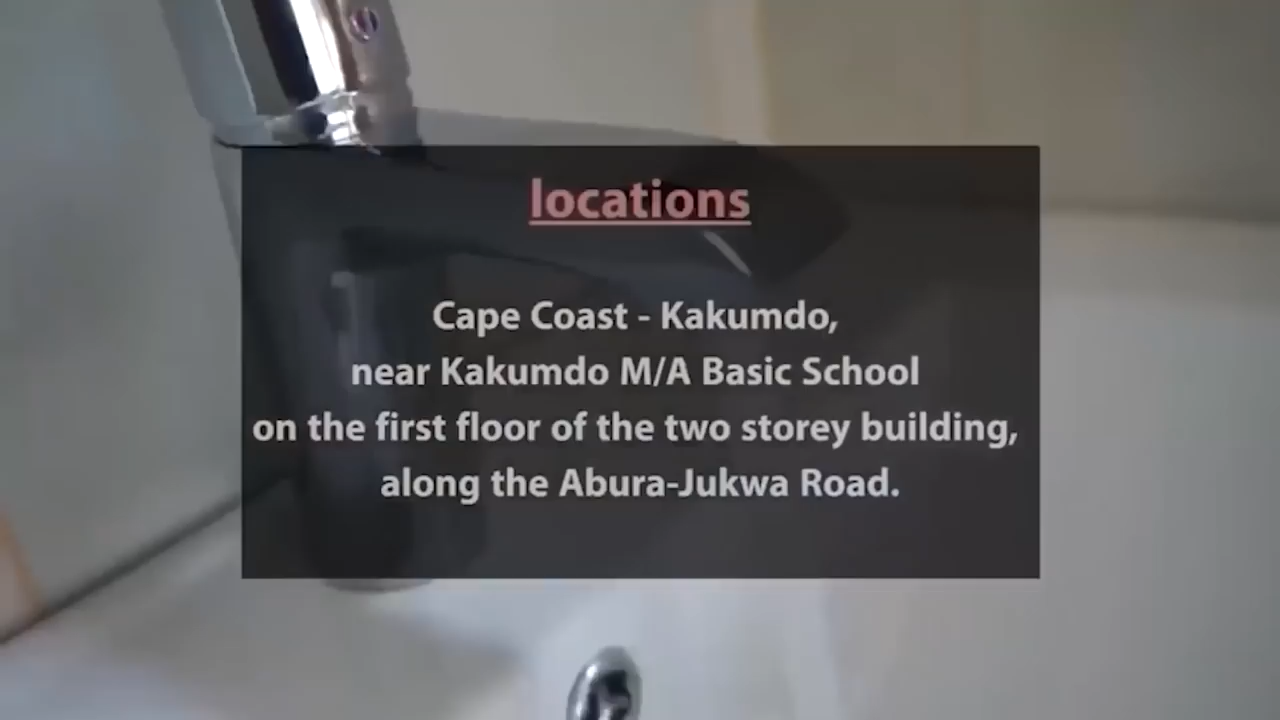 locations
Cape Coast - Kakumdo,
near Kakumdo M/A Basic School
on the first floor of the two storey building,
along the Abura-Jukwa Road.